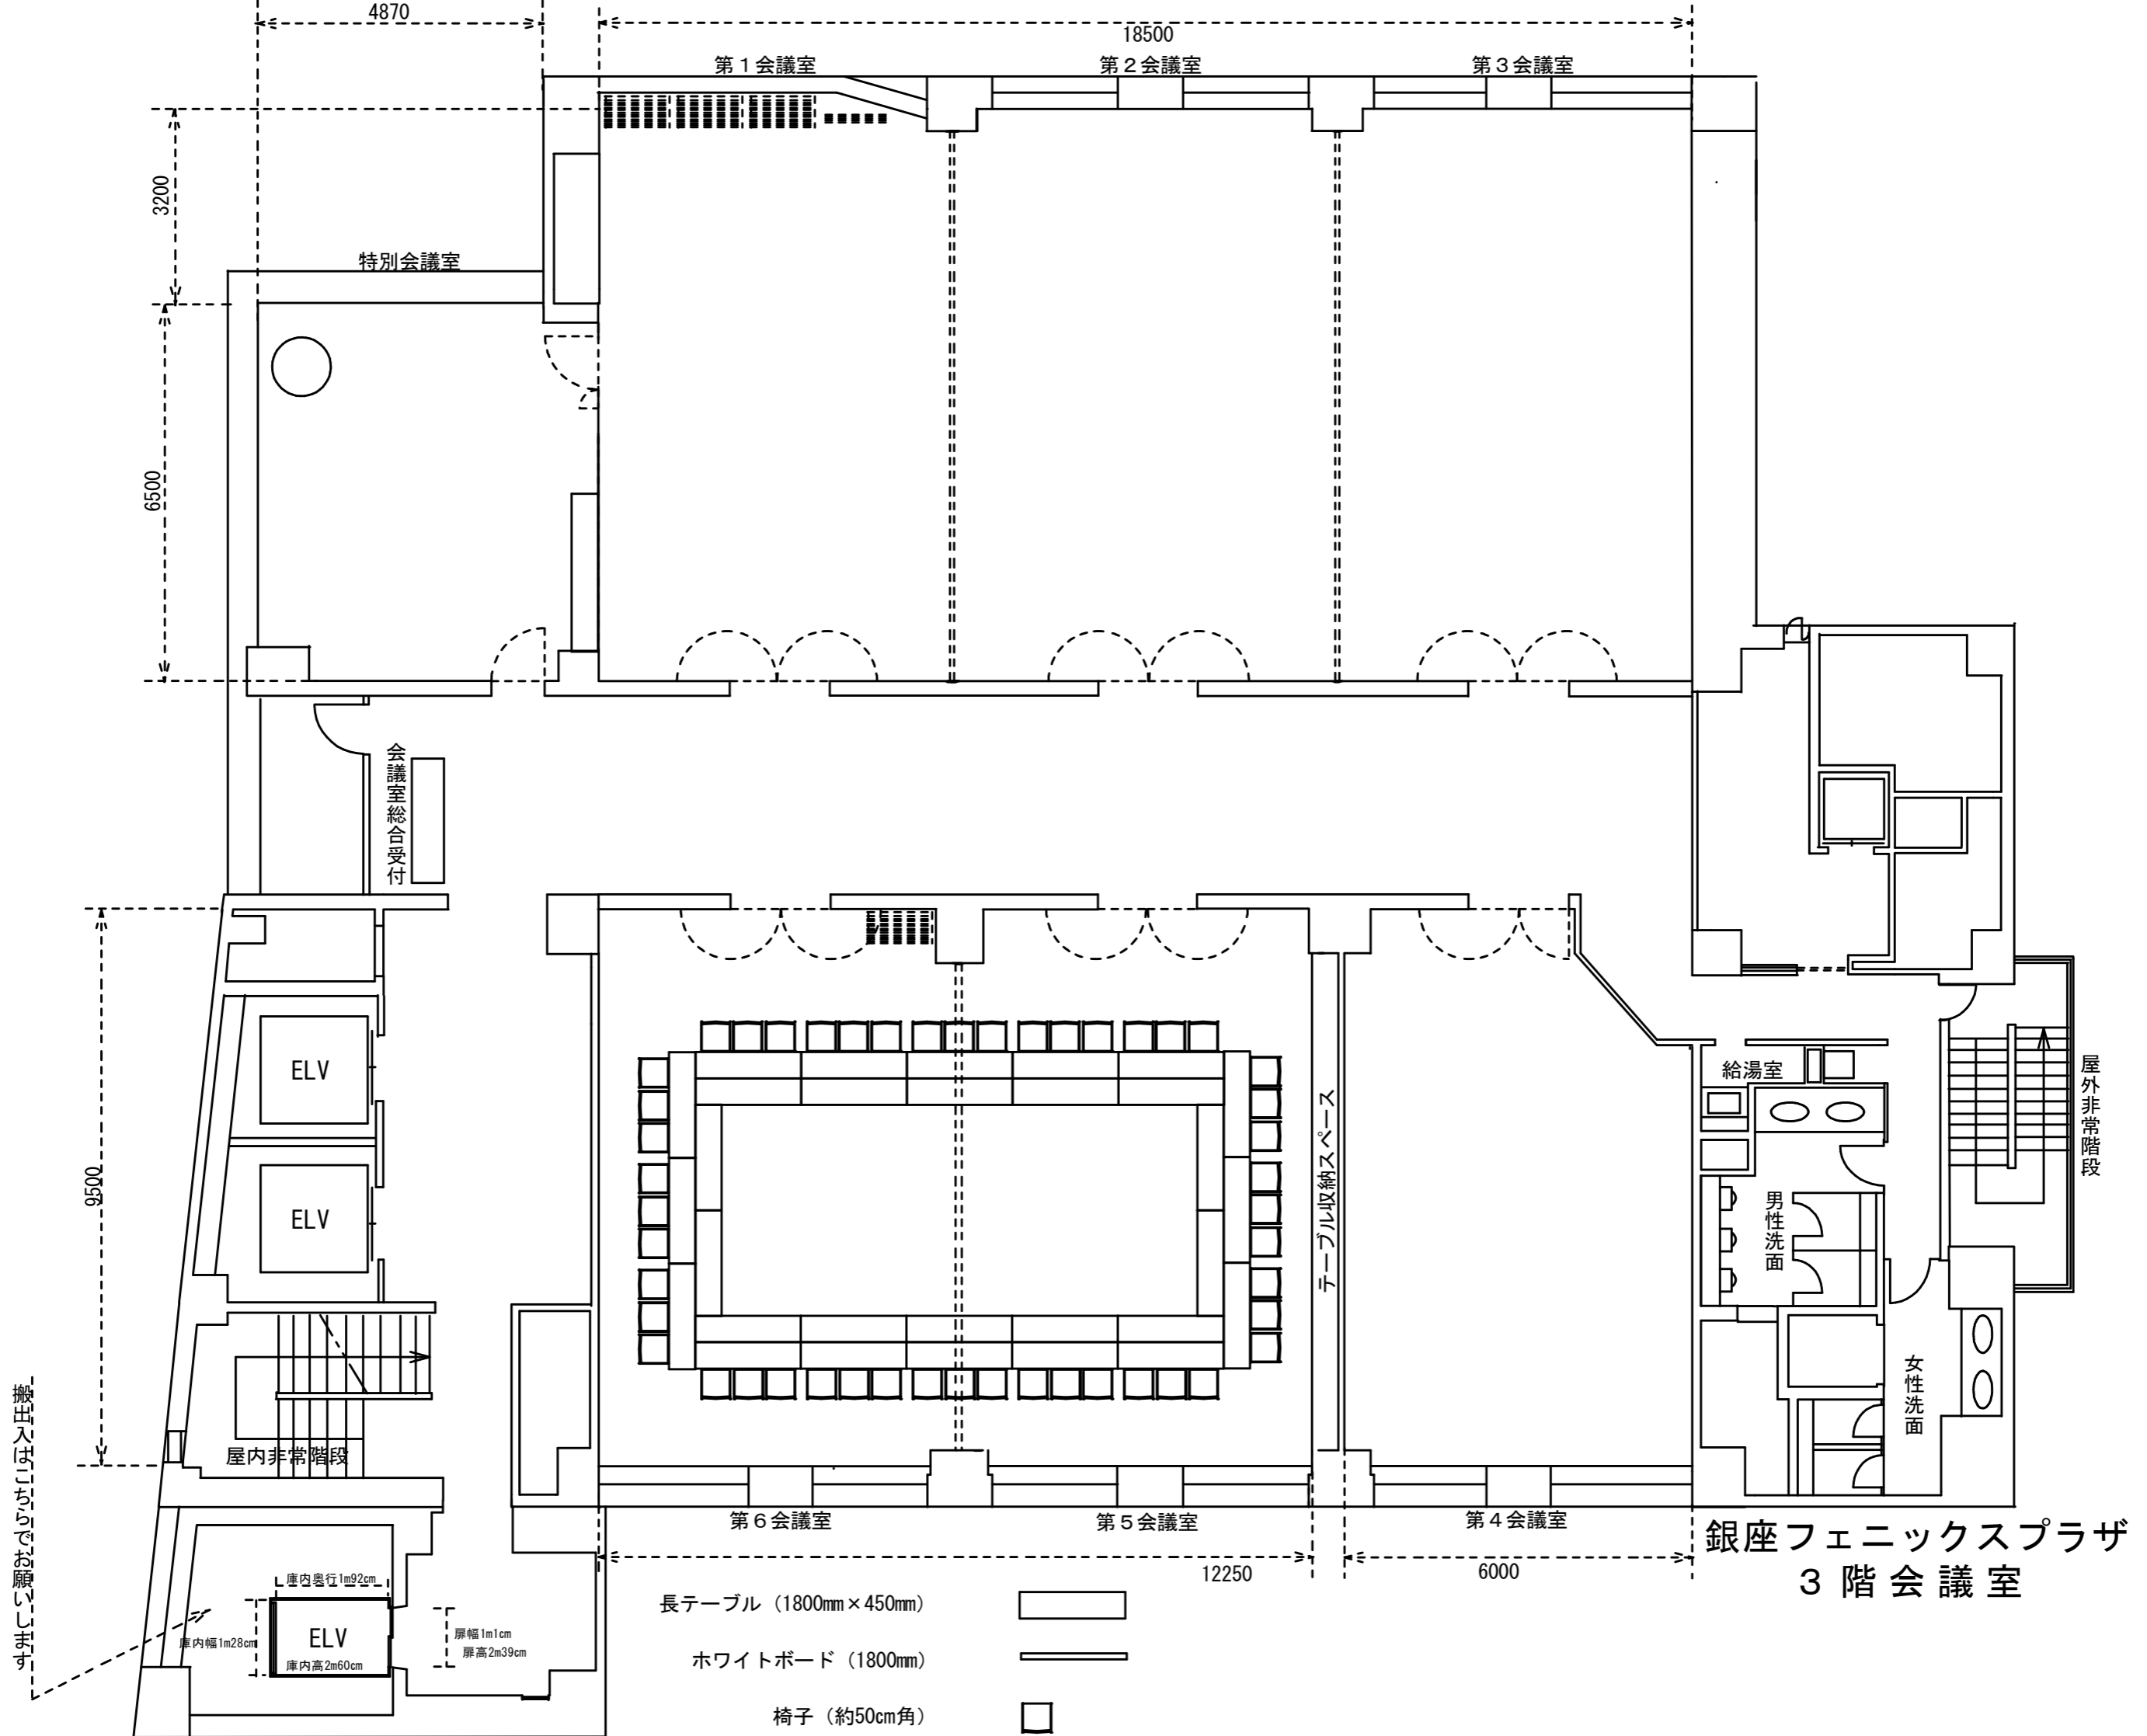 4870
18500
第１会議室
第２会議室
第３会議室
3200
特別会議室
6500
会議室総合受付
9500
ELV
ELV
給湯室
屋外非常階段
テーブル収納スペース
男性洗面
女性洗面
屋内非常階段
搬出入はこちらでお願いします
第６会議室
第５会議室
第４会議室
12250
6000
銀座フェニックスプラザ
３階会議室
庫内奥行1m92cm
庫内幅1m28cm
ELV
庫内高2m60cm
扉幅1m1cm
扉高2m39cm
長テーブル（1800mm×450mm）
ホワイトボード（1800mm）
椅子（約50cm角）